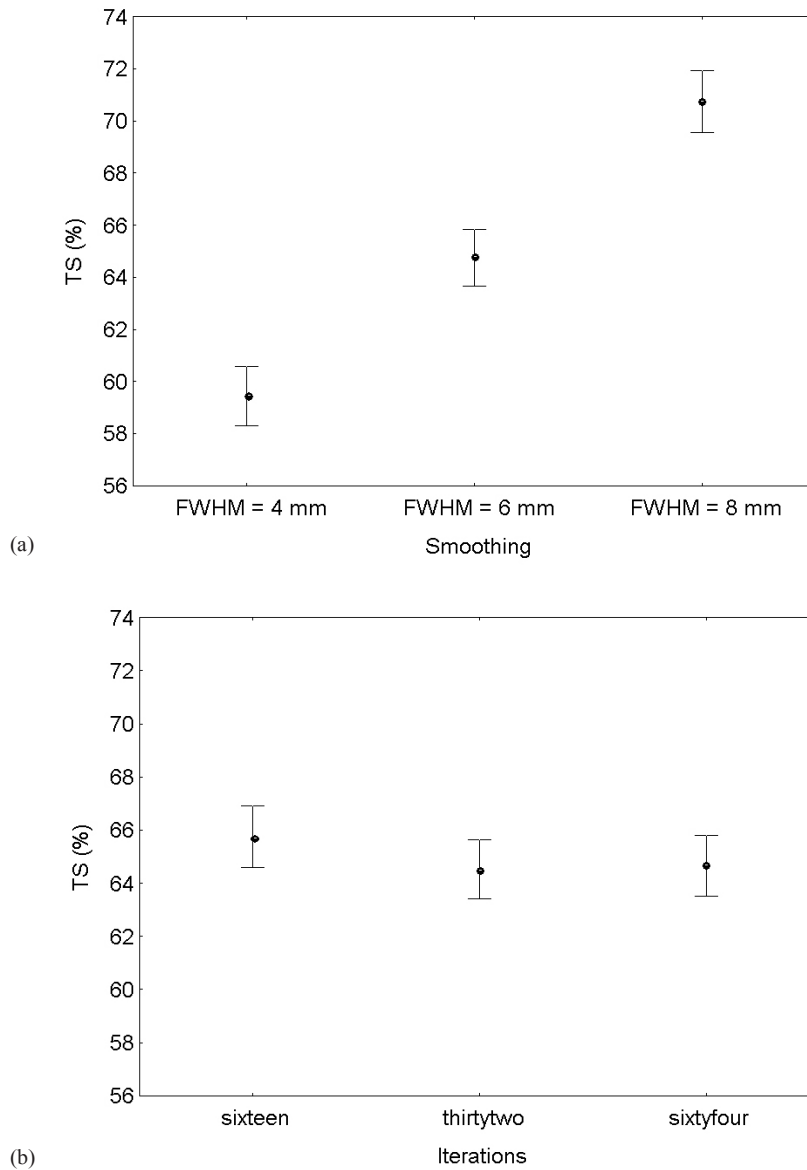 74
72
70
66
66
64
62
60
58
56
TS (%)
FWHM = 4 mm
FWHM = 6 mm
FWHM = 8 mm
Smoothing
(a)
74
72
70
68
66
64
62
60
58
56
TS (%)
sixteen
thirtytwo
sixtyfour
Iterations
(b)